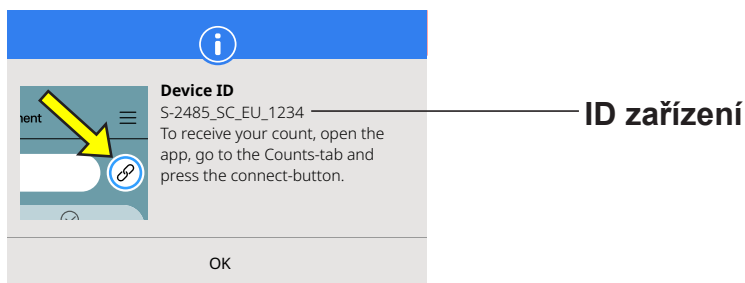 Device ID
S-2485_SC_EU_1234
To receive your count, open the
app, go to the Counts-tab and
press the connect-button.
ment
OK
ID zařízení